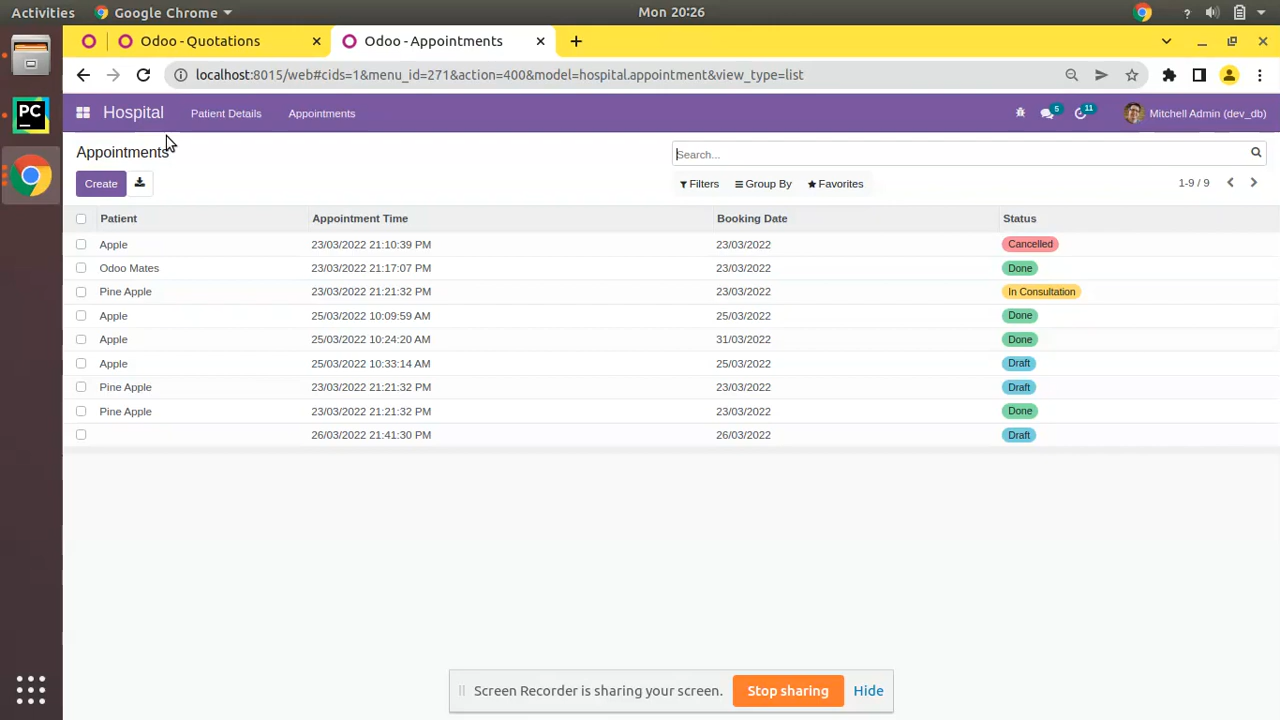 Activities Google Chrome Mon 20:26 ?
Odoo - Quotations Odoo - Appointments
localhost:8015/web#cids=1&menu_id=271&action=400&model=hospital.appointment&view_type=list
PC
Hospital Patient Details Appointments 5 11 Mitchell Admin (dev_db)
Appointments Search...
Create Filters Group By Favorites 1-9 / 9
Patient Appointment Time Booking Date Status
Apple 23/03/2022 21:10:39 PM 23/03/2022 Cancelled
Odoo Mates 23/03/2022 21:17:07 PM 23/03/2022 Done
Pine Apple 23/03/2022 21:21:32 PM 23/03/2022 In Consultation
Apple 25/03/2022 10:09:59 AM 25/03/2022 Done
Apple 25/03/2022 10:24:20 AM 31/03/2022 Done
Apple 25/03/2022 10:33:14 AM 25/03/2022 Draft
Pine Apple 23/03/2022 21:21:32 PM 23/03/2022 Draft
Pine Apple 23/03/2022 21:21:32 PM 23/03/2022 Done
26/03/2022 21:41:30 PM 26/03/2022 Draft
Screen Recorder is sharing your screen. Stop sharing Hide